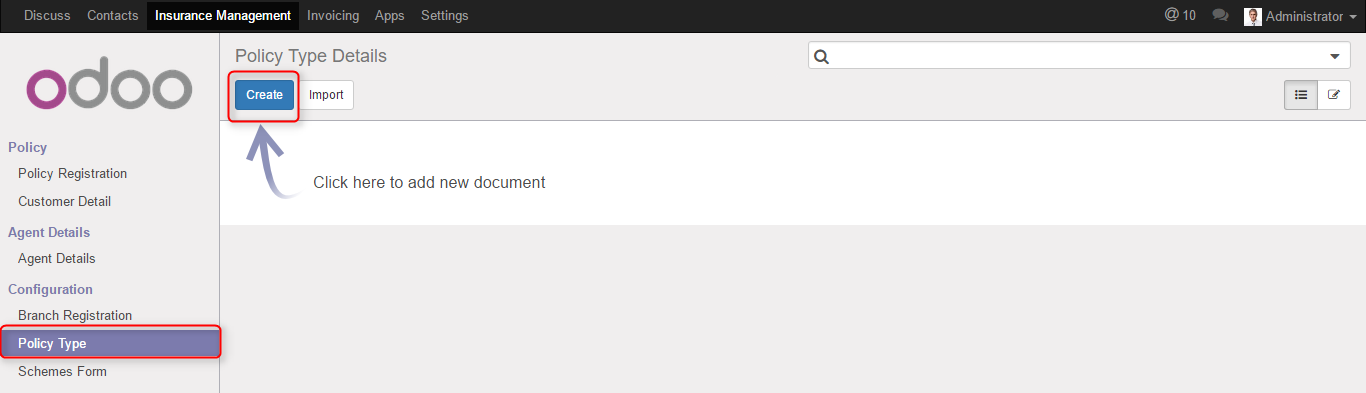 Discuss Contacts Insurance Management Invoicing Apps Settings @ 10 Administrator
odoo
Policy Type Details
Create Import
Click here to add new document
Policy
Policy Registration
Customer Detail
Agent Details
Agent Details
Configuration
Branch Registration
Policy Type
Schemes Form